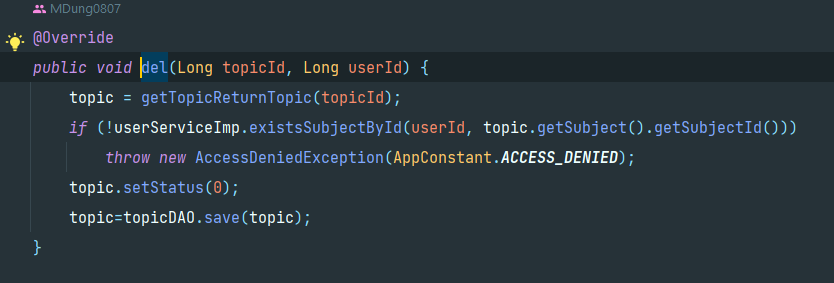 MDung0807
@Override
public void del(Long topicId, Long userId) {
topic = getTopicReturnTopic(topicId);
if (!userServiceImp.existsSubjectById(userId, topic.getSubject().getSubjectId()))
throw new AccessDeniedException(AppConstant.ACCESS_DENIED);
topic.setStatus(0);
topic=topicDAO.save(topic);
}